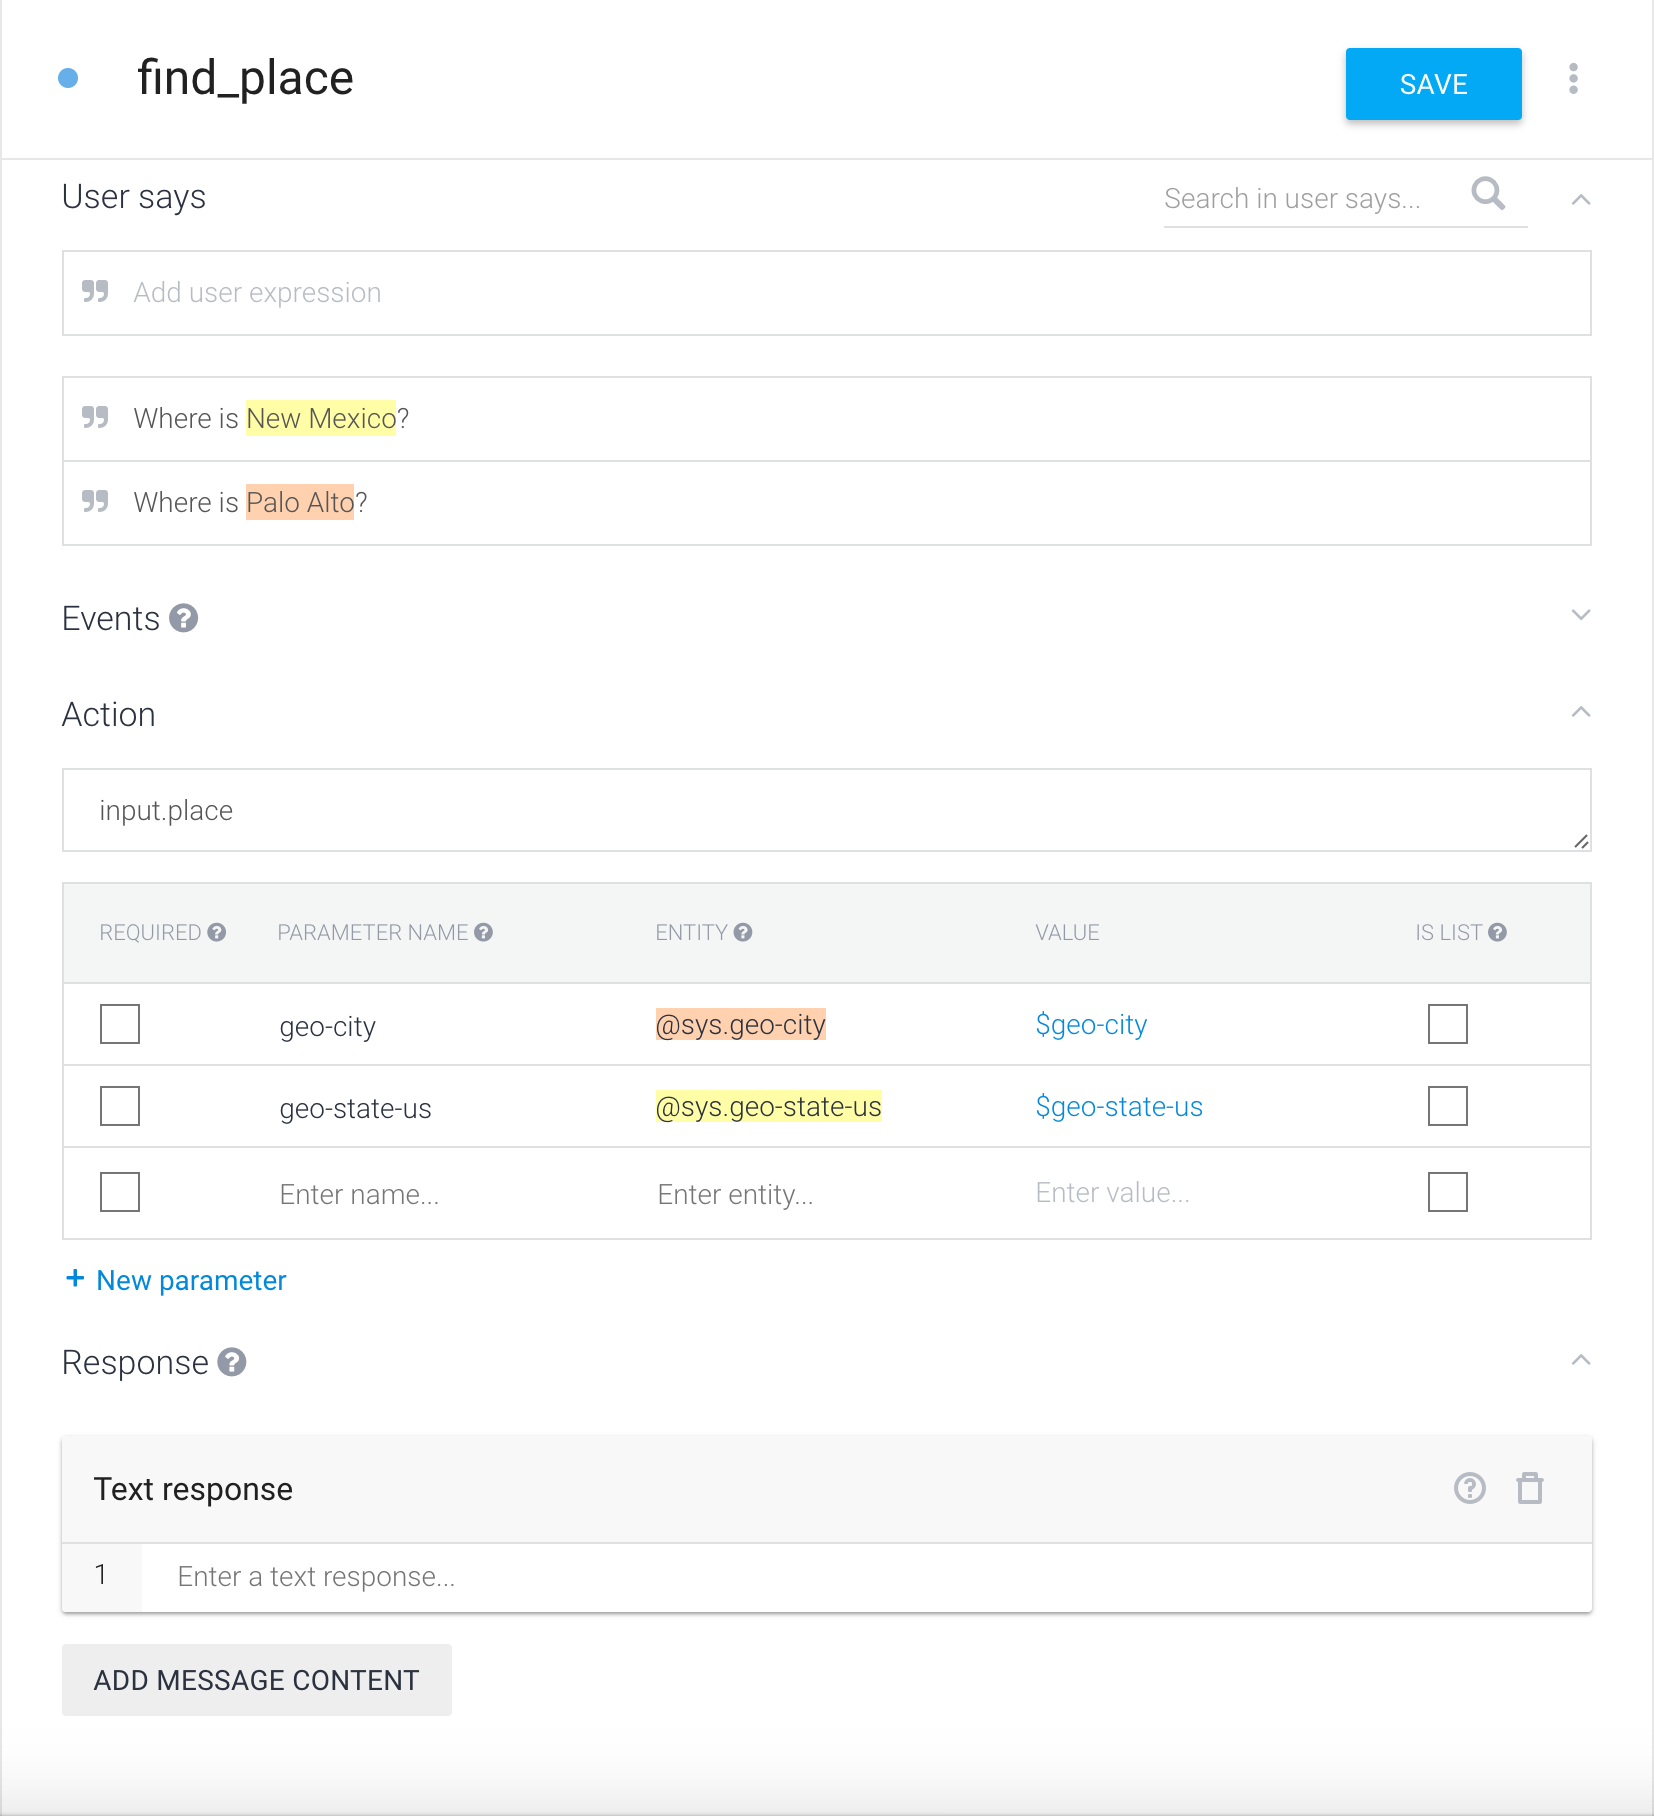 find_place
SAVE
User says
Search in user says...
Add user expression
Where is New Mexico?
Where is Palo Alto?
Events
Action
input.place
REQUIRED PARAMETER NAME ENTITY VALUE IS LIST
geo-city @sys.geo-city $geo-city
geo-state-us @sys.geo-state-us $geo-state-us
Enter name... Enter entity... Enter value...
+ New parameter
Response
Text response
1 Enter a text response...
ADD MESSAGE CONTENT